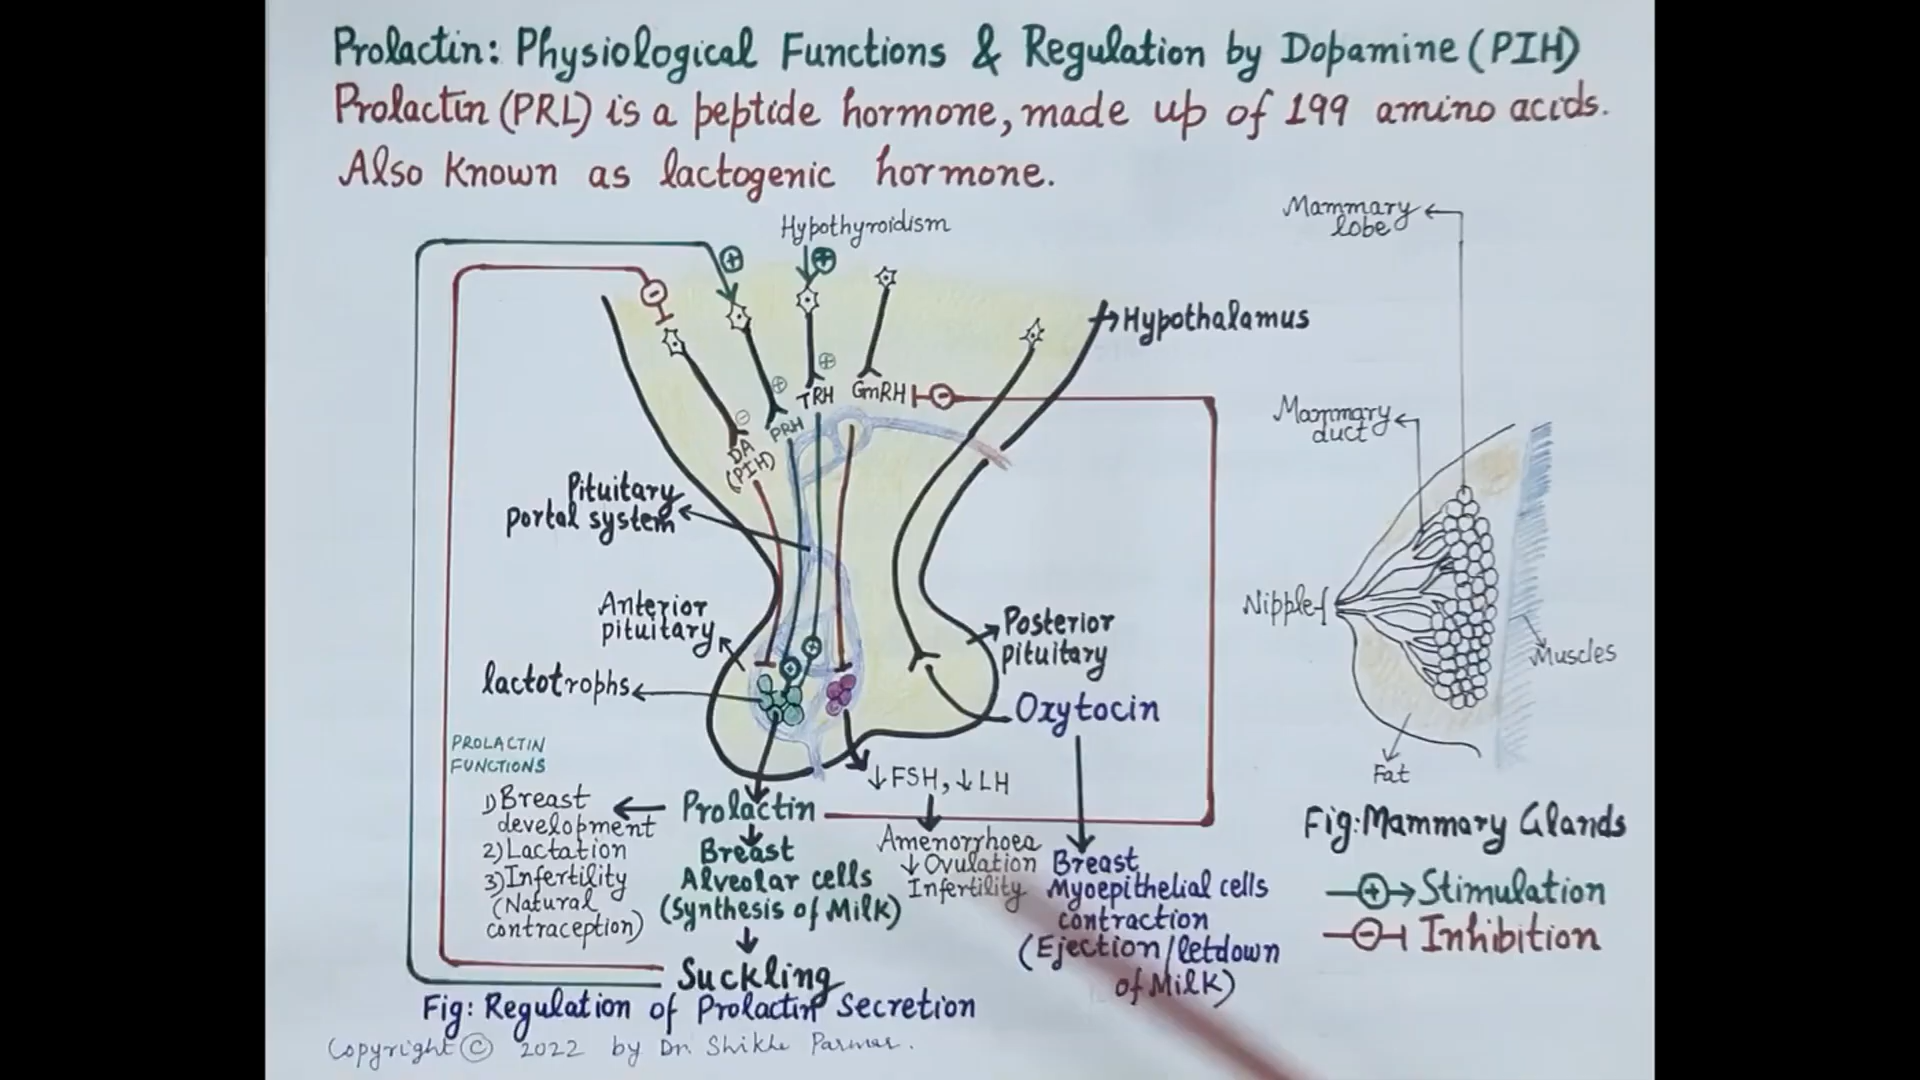 Prolactin: Physiological Functions & Regulation by Dopamine (PIH)
Prolactin (PRL) is a peptide hormone, made up of 199 amino acids.
Also known as lactogenic hormone.
Hypothyroidism
Mammary
lobe
+
+
−
Hypothalamus
+
+
TRH
GnRH
−
−
PRH
DA
(PIH)
Mammary
duct
Pituitary
portal system
Anterior
pituitary
Nipple
Posterior
pituitary
Muscles
+
+
lactotrophs
Oxytocin
PROLACTIN
FUNCTIONS
Fat
1) Breast
development
2) Lactation
3) Infertility
(Natural
contraception)
Prolactin
Breast
Alveolar cells
(Synthesis of Milk)
Suckling
↓FSH, ↓LH
Amenorrhoea
↓Ovulation
Infertility
Breast
Myoepithelial cells
contraction
(Ejection/letdown
of Milk)
Fig: Mammary Glands
+ Stimulation
− Inhibition
Fig: Regulation of Prolactin Secretion
Copyright © 2022 by Dr. Shikha Parmar.